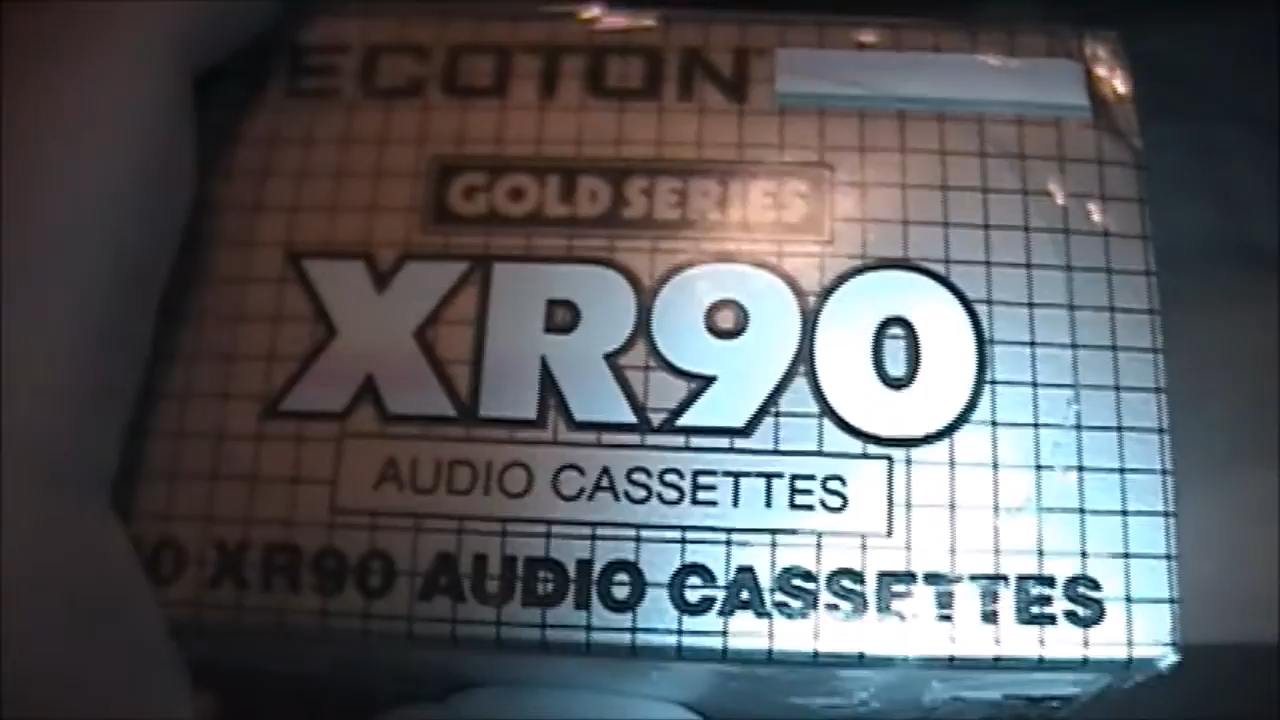 ECOTON
GOLD SERIES
XR90
AUDIO CASSETTES
XR90 AUDIO CASSETTES